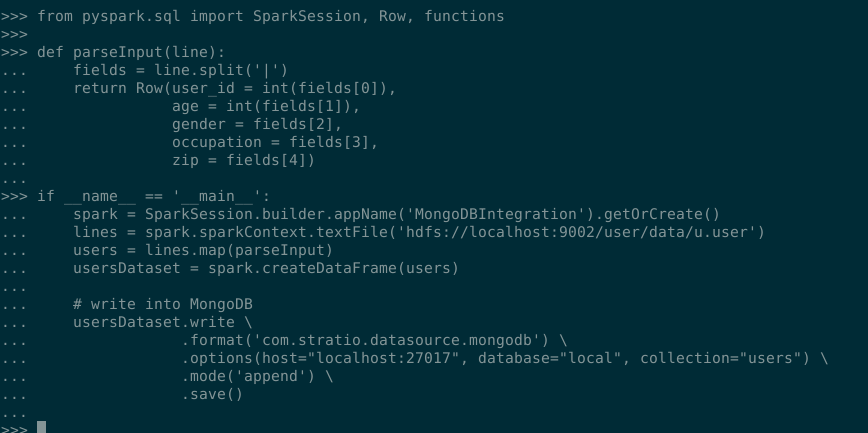 >>> from pyspark.sql import SparkSession, Row, functions
>>>
>>> def parseInput(line):
...     fields = line.split('|')
...     return Row(user_id = int(fields[0]),
...                age = int(fields[1]),
...                gender = fields[2],
...                occupation = fields[3],
...                zip = fields[4])
...
>>> if __name__ == '__main__':
...     spark = SparkSession.builder.appName('MongoDBIntegration').getOrCreate()
...     lines = spark.sparkContext.textFile('hdfs://localhost:9002/user/data/u.user')
...     users = lines.map(parseInput)
...     usersDataset = spark.createDataFrame(users)
...
...     # write into MongoDB
...     usersDataset.write \
...                 .format('com.stratio.datasource.mongodb') \
...                 .options(host="localhost:27017", database="local", collection="users") \
...                 .mode('append') \
...                 .save()
...
>>>